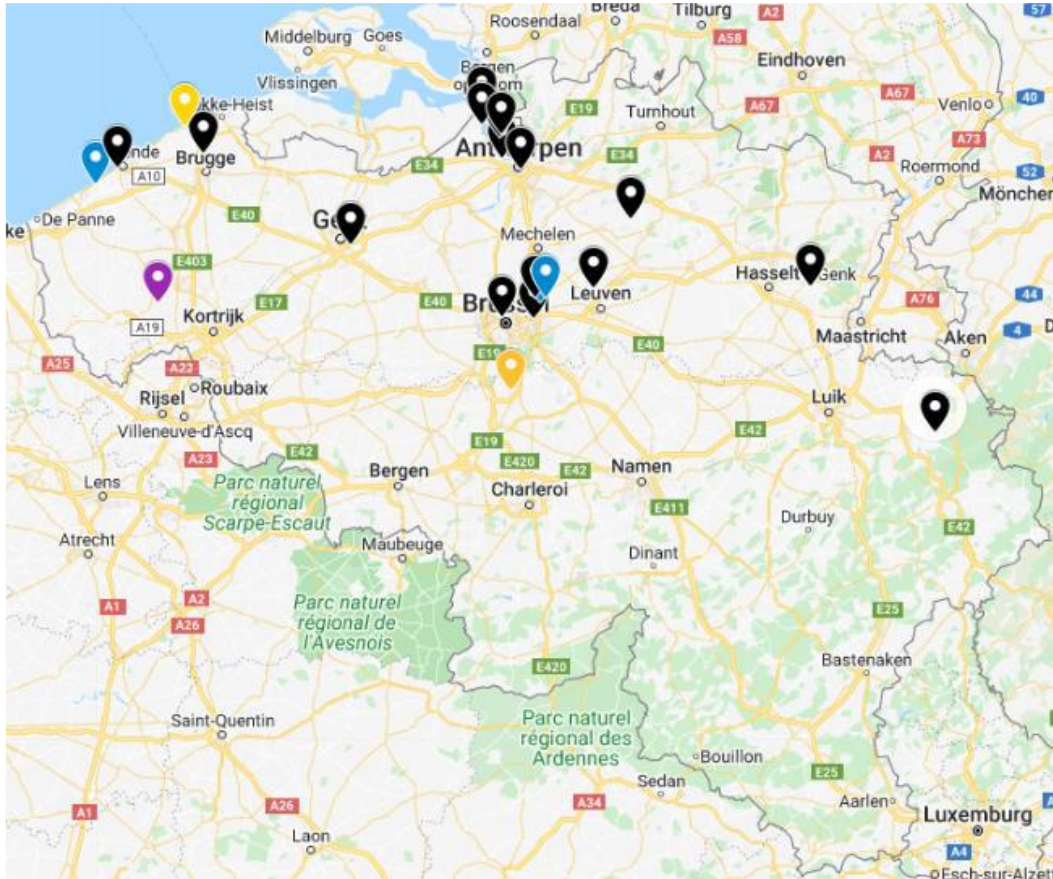 Breda
Tilburg
A2
57
Roosendaal
Middelburg
Goes
A58
Eindhoven
Bergen
Vlissingen
40
E19
A67
A67
Venlo
Turnhout
A73
Brugge
Antwerpen
E34
E34
A2
Roermond
52
A10
De Panne
E40
Mechelen
E403
Hasselt
Genk
A76
44
E17
E40
Leuven
A19
Kortrijk
Maastricht
4
Aken
A25
E19
E40
A22
Roubaix
Rijsel
Luik
Villeneuve-d'Ascq
E42
E19
A23
E42
Bergen
E420
E42
Namen
Parc naturel
régional
Scarpe-Escaut
Lens
Charleroi
E411
Durbuy
E42
Atrecht
Maubeuge
Dinant
A1
A2
Parc naturel
régional de
l'Avesnois
E25
A26
E420
Bastenaken
Saint-Quentin
Parc naturel
régional des
Ardennes
Bouillon
E25
Sedan
Aarlen
A1
A26
A34
Luxemburg
Laon
A4
Esch-sur-Alzett